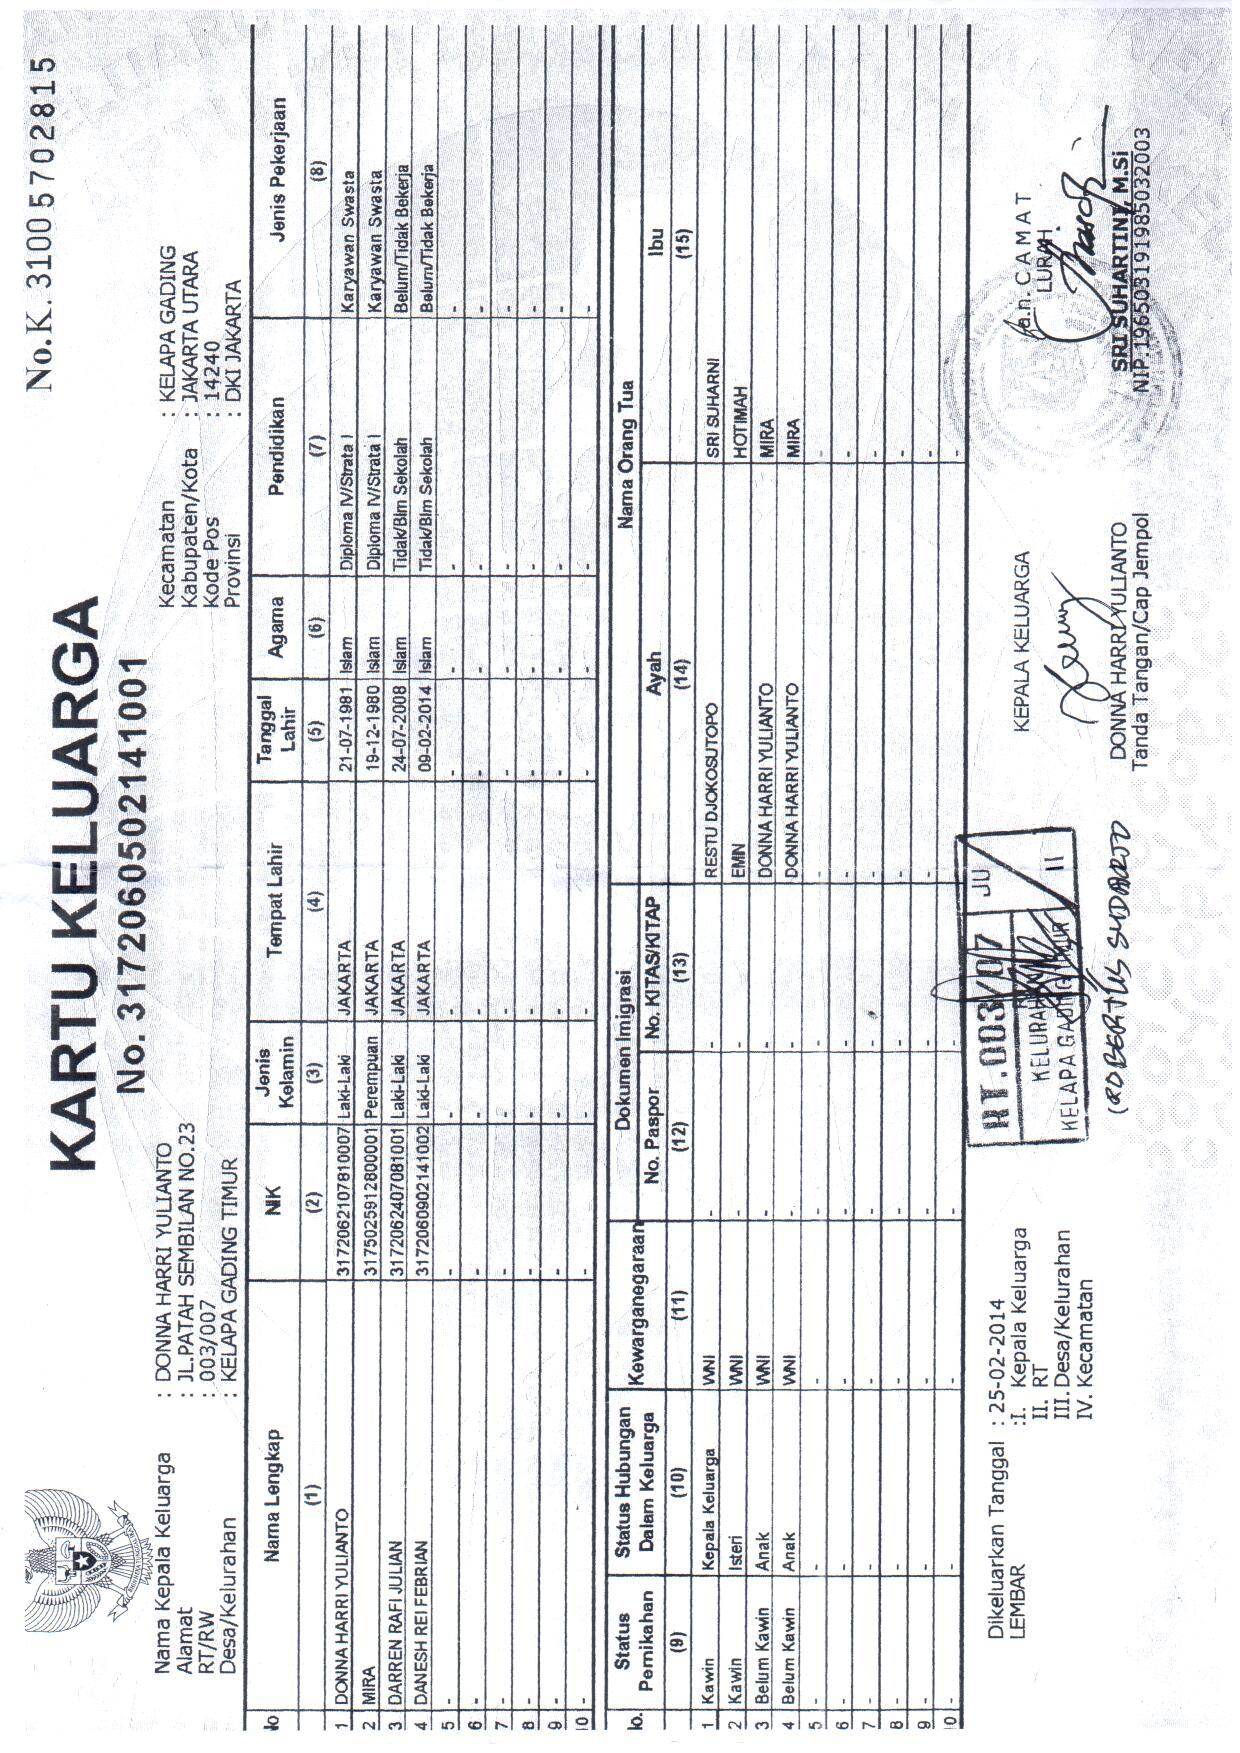 No.K. 3100 5702815
KARTU KELUARGA
No. 3172060502141001
Nama Kepala Keluarga : DONNA HARRI YULIANTO
Alamat : JL.PATAH SEMBILAN NO.23
RT/RW : 003/007
Desa/Kelurahan : KELAPA GADING TIMUR
Kecamatan : KELAPA GADING
Kabupaten/Kota : JAKARTA UTARA
Kode Pos : 14240
Provinsi : DKI JAKARTA
No Nama Lengkap NIK Jenis Kelamin Tempat Lahir Tanggal Lahir Agama Pendidikan Jenis Pekerjaan
(1) (2) (3) (4) (5) (6) (7) (8)
1 DONNA HARRI YULIANTO 3172062107810007 Laki-Laki JAKARTA 21-07-1981 Islam Diploma IV/Strata I Karyawan Swasta
2 MIRA 3175025912800001 Perempuan JAKARTA 19-12-1980 Islam Diploma IV/Strata I Karyawan Swasta
3 DARREN RAFI JULIAN 3172062407081001 Laki-Laki JAKARTA 24-07-2008 Islam Tidak/Blm Sekolah Belum/Tidak Bekerja
4 DANESH REI FEBRIAN 3172060902141002 Laki-Laki JAKARTA 09-02-2014 Islam Tidak/Blm Sekolah Belum/Tidak Bekerja
5 - - - - - - - -
6 - - - - - - - -
7 - - - - - - - -
8 - - - - - - - -
9 - - - - - - - -
10 - - - - - - - -
No. Status Pernikahan Status Hubungan Dalam Keluarga Kewarganegaraan Dokumen Imigrasi Nama Orang Tua
No. Paspor No. KITAS/KITAP Ayah Ibu
(9) (10) (11) (12) (13) (14) (15)
1 Kawin Kepala Keluarga WNI - - RESTU DJOKOSUTOPO SRI SUHARNI
2 Kawin Isteri WNI - - EMN HOTIMAH
3 Belum Kawin Anak WNI - - DONNA HARRI YULIANTO MIRA
4 Belum Kawin Anak WNI - - DONNA HARRI YULIANTO MIRA
5 - - - - - - -
6 - - - - - - -
7 - - - - - - -
8 - - - - - - -
9 - - - - - - -
10 - - - - - - -
Dikeluarkan Tanggal : 25-02-2014
LEMBAR :I. Kepala Keluarga
II. RT
III. Desa/Kelurahan
IV. Kecamatan
RT.003/07 JU
KELURAHAN
KELAPA GADING TIMUR 11
(ROBERTUS SUDARJO
KEPALA KELUARGA
DONNA HARRI YULIANTO
Tanda Tangan/Cap Jempol
a.n. CAMAT
LURAH
SRI SUHARTINI, M.Si
NIP.196503191985032003